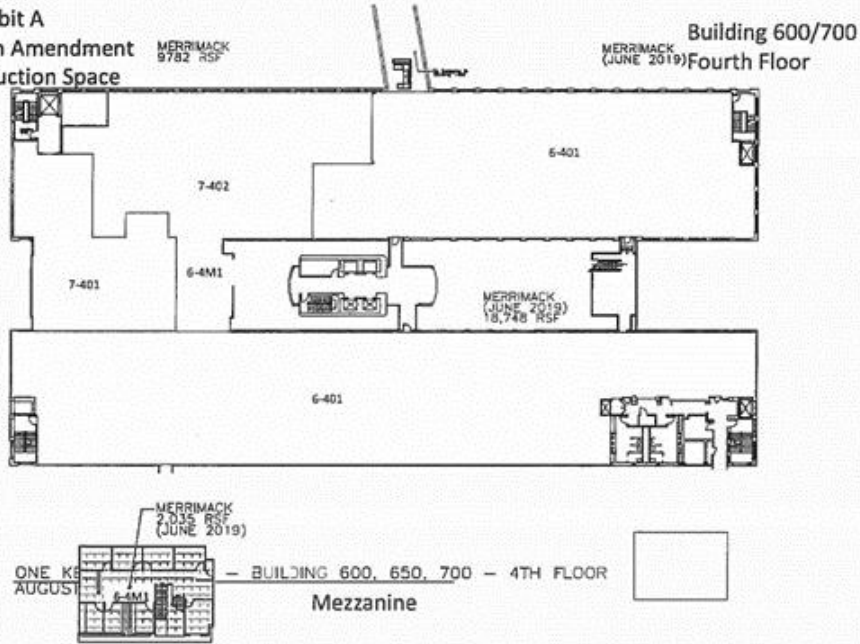 bit A
n Amendment
uction Space
MERRIMACK
9782 RSF
MERRIMACK
(JUNE 2019)
Building 600/700
Fourth Floor
6-401
7-402
7-401
6-4M1
MERRIMACK
(JUNE 2019)
18,748 RSF
6-401
MERRIMACK
2,035 RSF
(JUNE 2019)
6-4M1
ONE KE – BUILDING 600, 650, 700 – 4TH FLOOR
AUGUST
Mezzanine